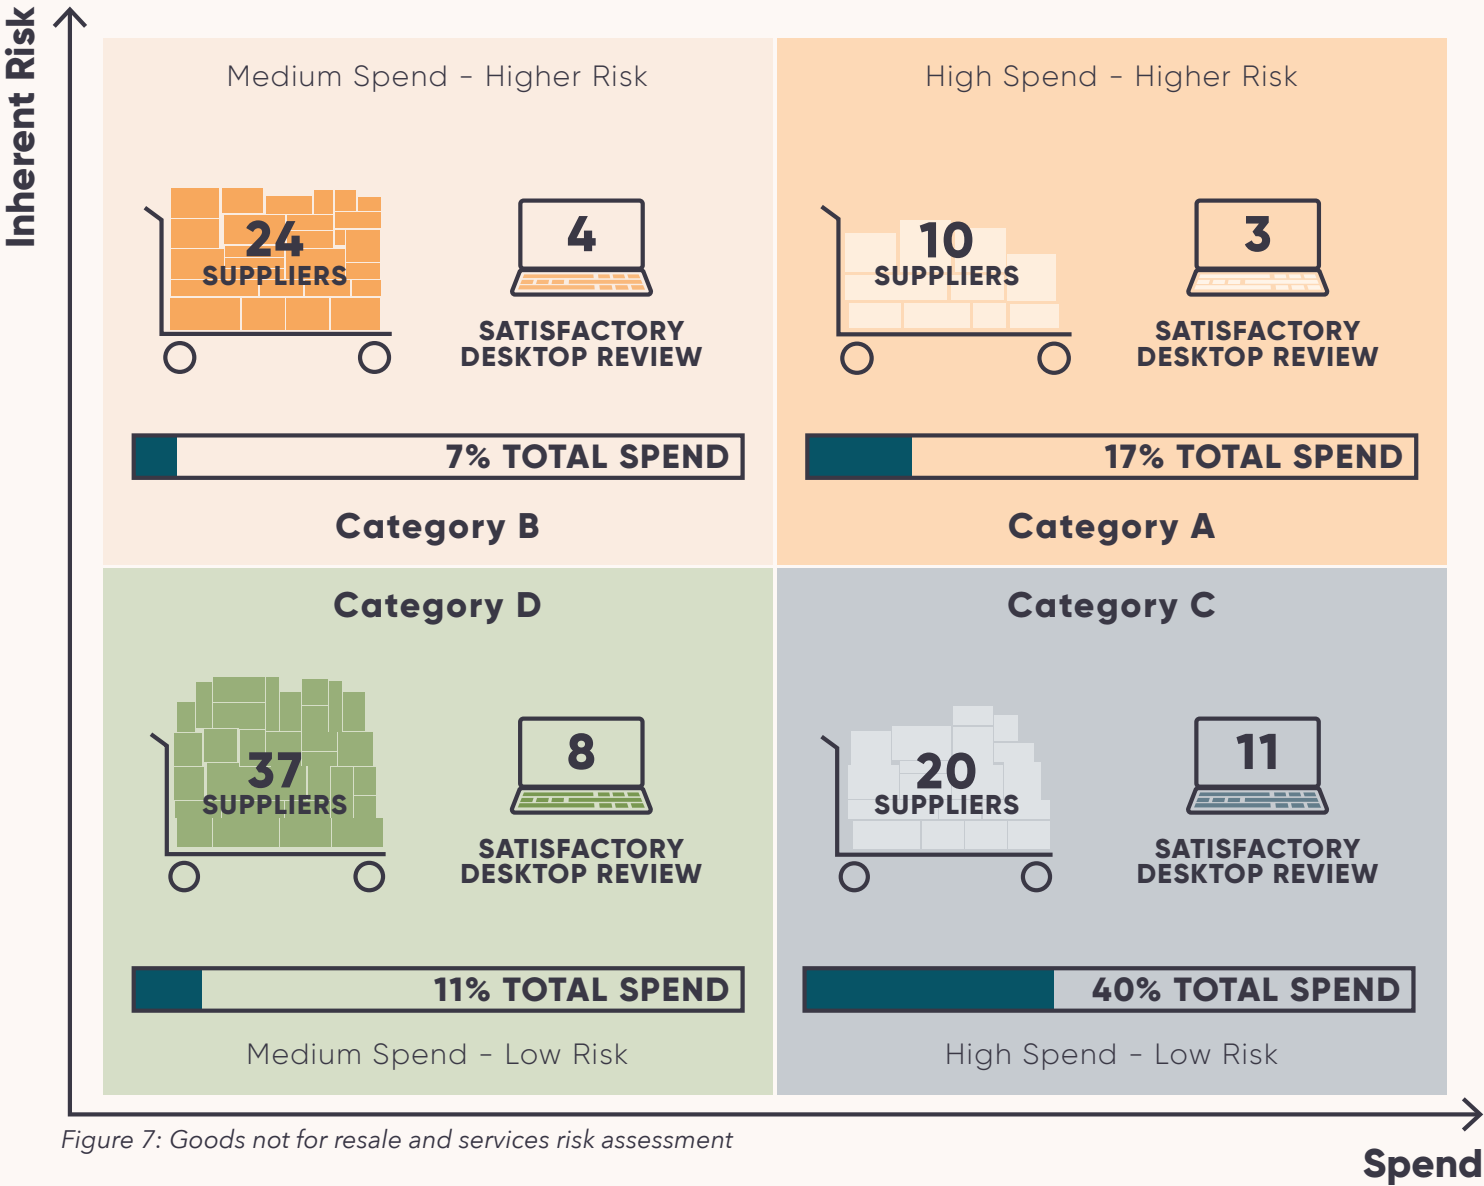 Inherent Risk
Medium Spend - Higher Risk
24
SUPPLIERS
4
SATISFACTORY
DESKTOP REVIEW
7% TOTAL SPEND
Category B
High Spend - Higher Risk
10
SUPPLIERS
3
SATISFACTORY
DESKTOP REVIEW
17% TOTAL SPEND
Category A
Category D
37
SUPPLIERS
8
SATISFACTORY
DESKTOP REVIEW
11% TOTAL SPEND
Medium Spend - Low Risk
Category C
20
SUPPLIERS
11
SATISFACTORY
DESKTOP REVIEW
40% TOTAL SPEND
High Spend - Low Risk
Figure 7: Goods not for resale and services risk assessment
Spend